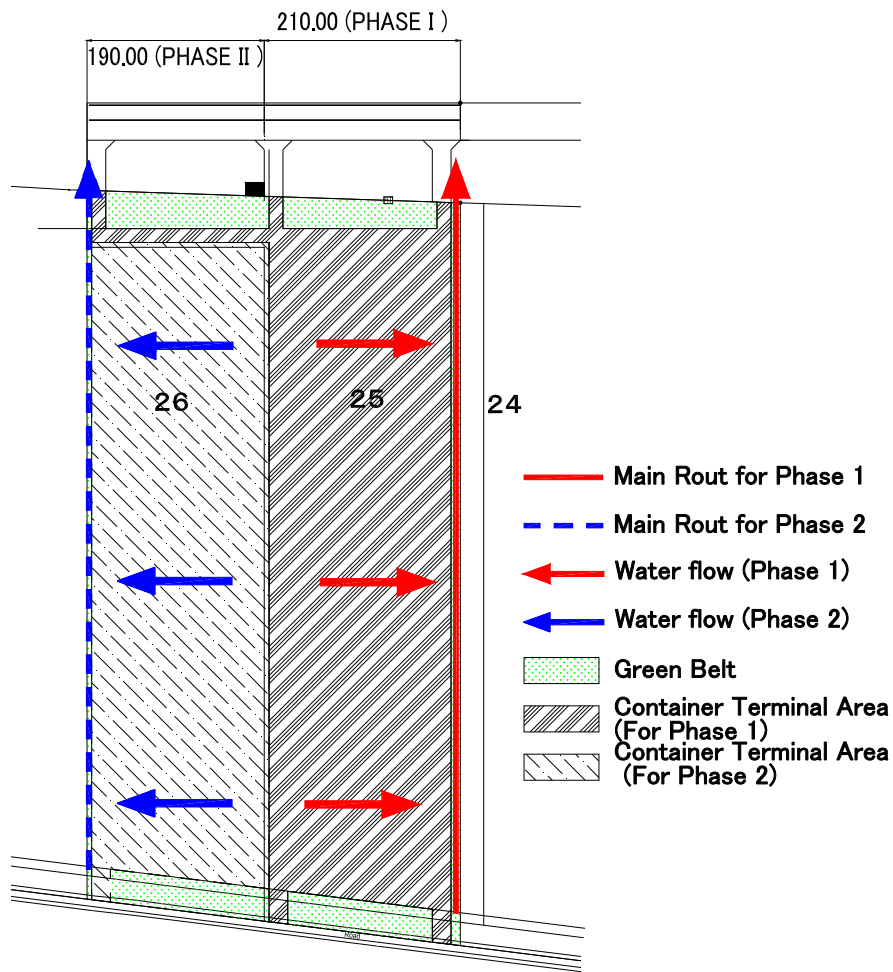 210.00 (PHASE I )
190.00 (PHASE II )
26
25
24
Main Rout for Phase 1
Main Rout for Phase 2
Water flow (Phase 1)
Water flow (Phase 2)
Green Belt
Container Terminal Area
(For Phase 1)
Container Terminal Area
(For Phase 2)
Road